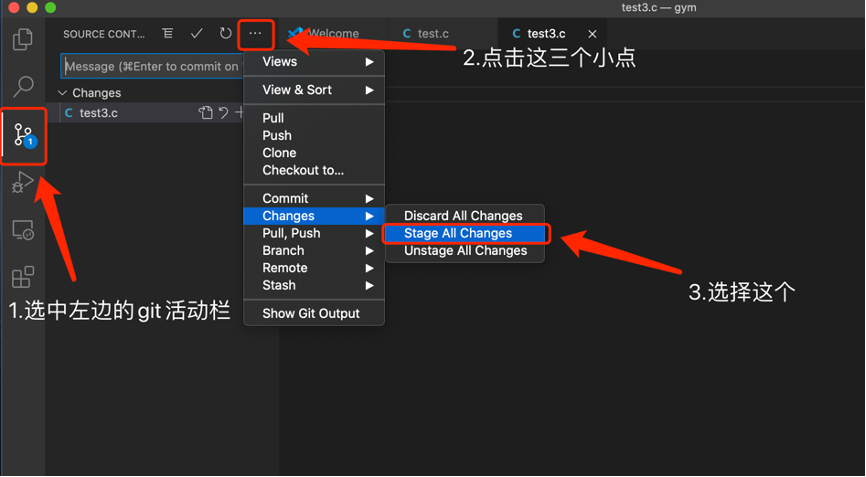 test3.c — gym
SOURCE CONT...
Welcome
C test.c
C test3.c
2.点击这三个小点
Message (⌘Enter to commit on
Changes
C test3.c
1
Views
View & Sort
Pull
Push
Clone
Checkout to...
Commit
Changes
Pull, Push
Branch
Remote
Stash
Show Git Output
Discard All Changes
Stage All Changes
Unstage All Changes
3.选择这个
1.选中左边的git活动栏